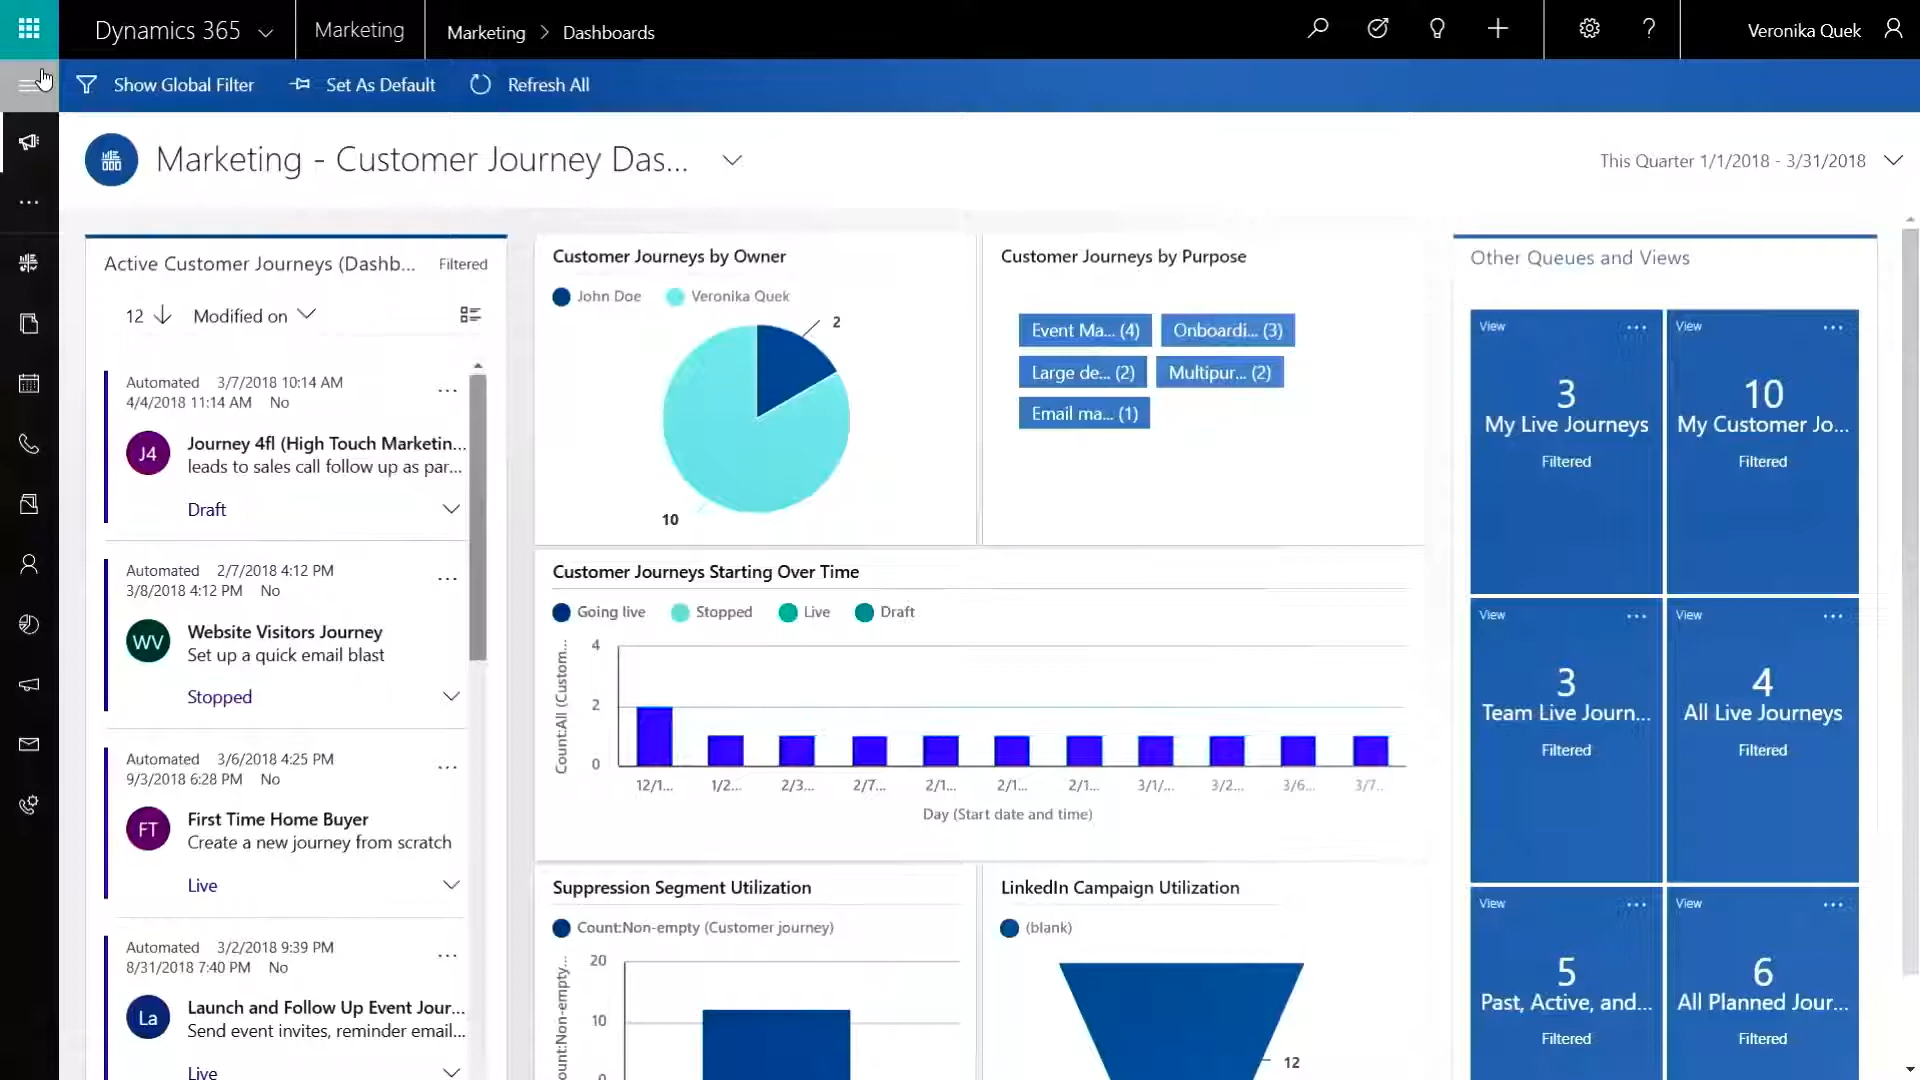 Dynamics 365
Marketing
Marketing > Dashboards
Veronika Quek
Show Global Filter
Set As Default
Refresh All
Marketing - Customer Journey Das...
This Quarter 1/1/2018 - 3/31/2018
Active Customer Journeys (Dashb...
Filtered
12
Modified on
Automated 3/7/2018 10:14 AM
4/4/2018 11:14 AM No
J4
Journey 4fl (High Touch Marketin...
leads to sales call follow up as par...
Draft
Automated 2/7/2018 4:12 PM
3/8/2018 4:12 PM No
WV
Website Visitors Journey
Set up a quick email blast
Stopped
Automated 3/6/2018 4:25 PM
9/3/2018 6:28 PM No
FT
First Time Home Buyer
Create a new journey from scratch
Live
Automated 3/2/2018 9:39 PM
8/31/2018 7:40 PM No
La
Launch and Follow Up Event Jour...
Send event invites, reminder email...
Live
Customer Journeys by Owner
John Doe
Veronika Quek
2
10
Customer Journeys by Purpose
Event Ma... (4)
Onboardi... (3)
Large de... (2)
Multipur... (2)
Email ma... (1)
Customer Journeys Starting Over Time
Going live
Stopped
Live
Draft
Count:All (Custom...
4
2
0
12/1...
1/2...
2/3...
2/7...
2/1...
2/1...
2/1...
3/1/...
3/2...
3/6...
3/7...
Day (Start date and time)
Suppression Segment Utilization
Count:Non-empty (Customer journey)
ount:Non-empty...
20
10
0
LinkedIn Campaign Utilization
(blank)
12
Other Queues and Views
View
3
My Live Journeys
Filtered
View
10
My Customer Jo...
Filtered
View
3
Team Live Journ...
Filtered
View
4
All Live Journeys
Filtered
View
5
Past, Active, and...
Filtered
View
6
All Planned Jour...
Filtered